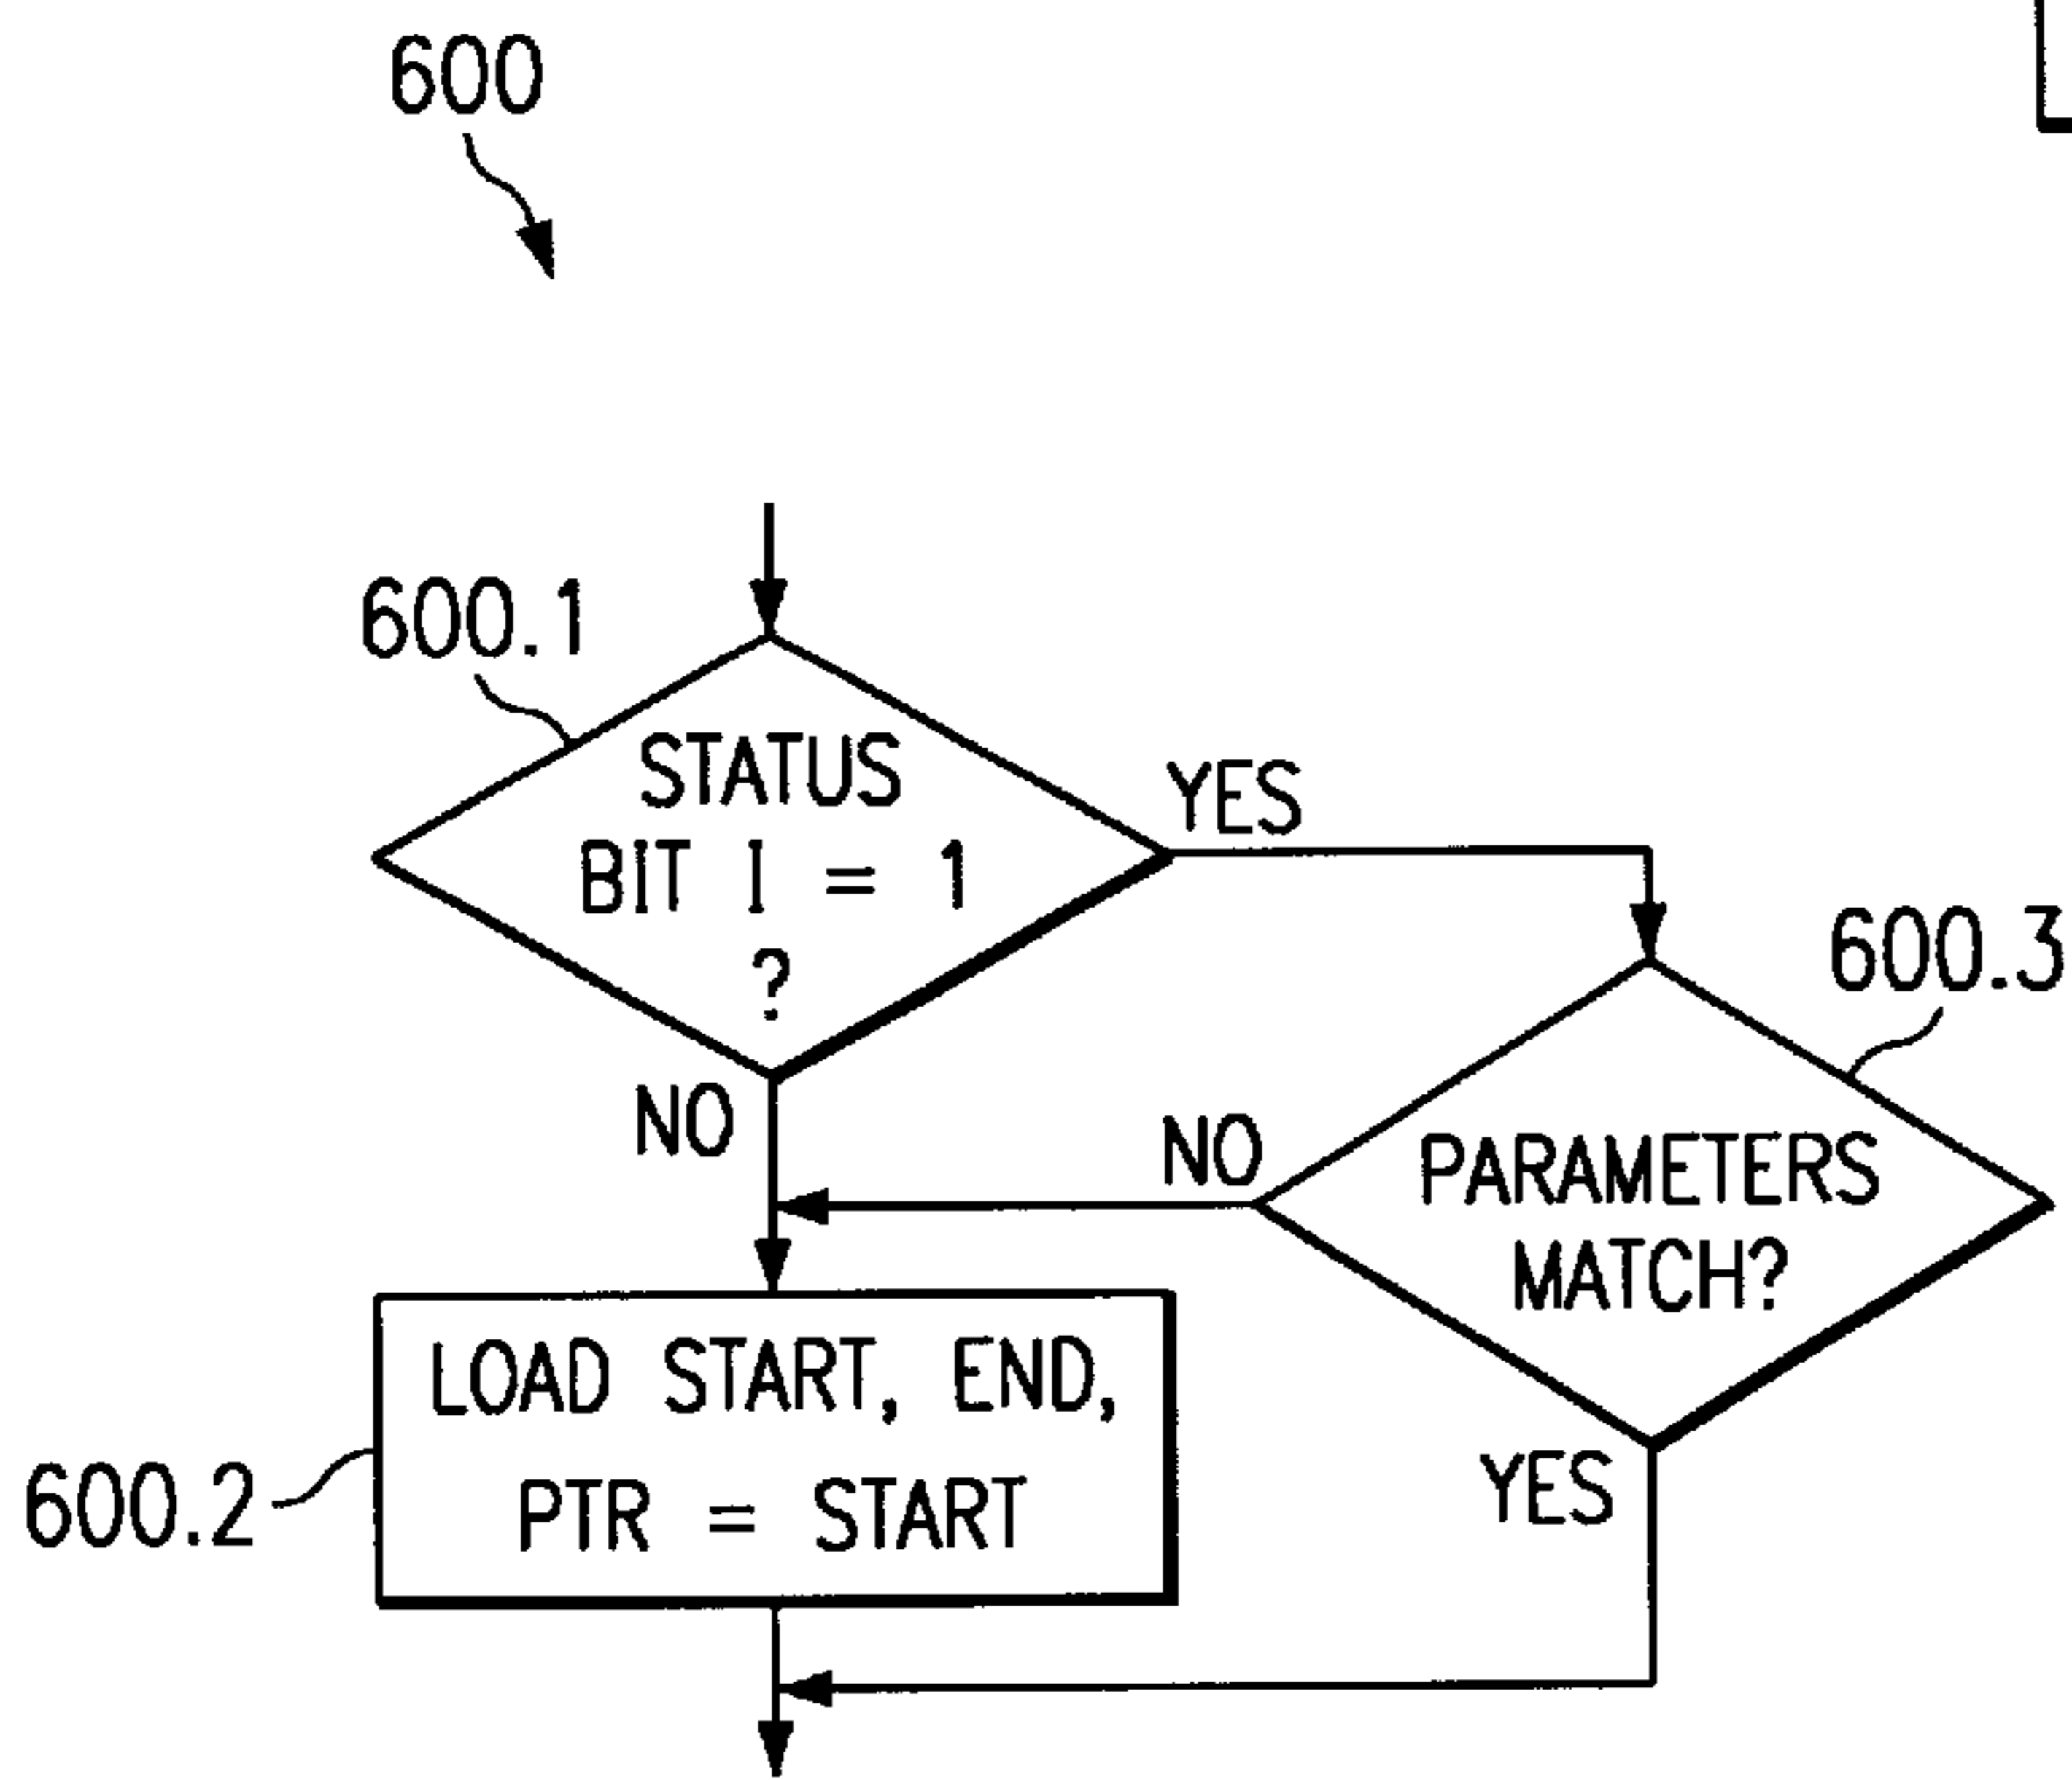 600
600.1
STATUS
BIT I = 1
?
YES
600.3
NO
NO
PARAMETERS
MATCH?
LOAD START, END,
PTR = START
600.2
YES